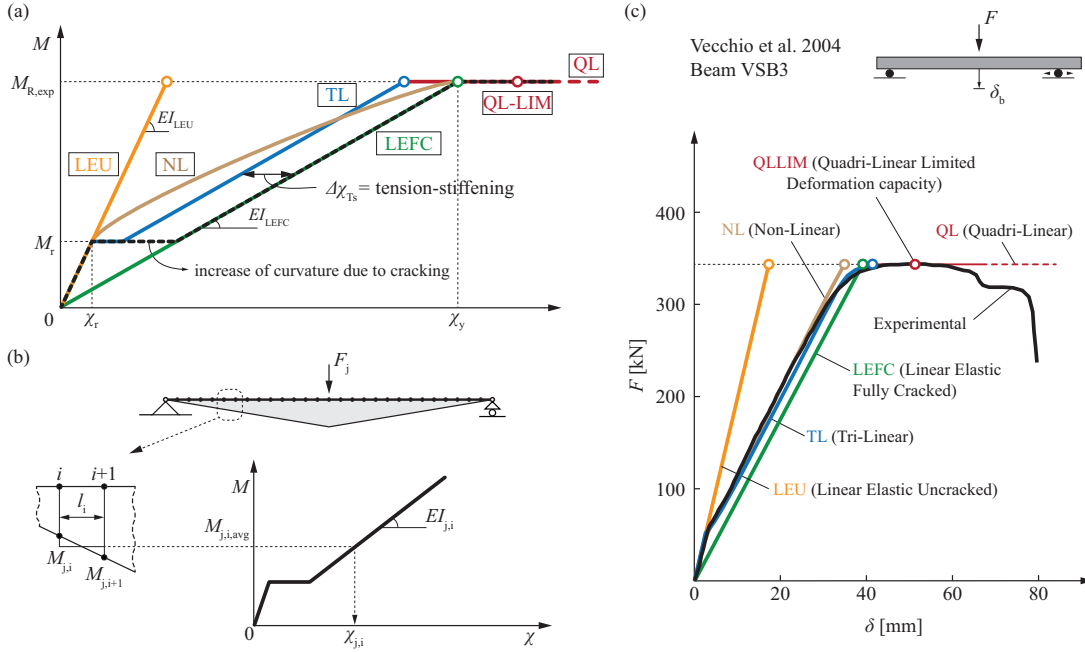 (a)
M
M_R,exp
QL
TL
QL-LIM
EI_LEU
LEU
NL
LEFC
Δχ_Ts = tension-stiffening
EI_LEFC
M_r
increase of curvature due to cracking
0
χ_r
χ_y
(b)
F_j
i
i+1
l_i
M_j,i
M_j,i+1
M
M_j,i,avg
EI_j,i
0
χ_j,i
χ
(c)
Vecchio et al. 2004
Beam VSB3
F
δ_b
QLLIM (Quadri-Linear Limited
Deformation capacity)
400
NL (Non-Linear)
QL (Quadri-Linear)
300
Experimental
F [kN]
LEFC (Linear Elastic
Fully Cracked)
200
TL (Tri-Linear)
100
LEU (Linear Elastic Uncracked)
0
0
20
40
60
80
δ [mm]